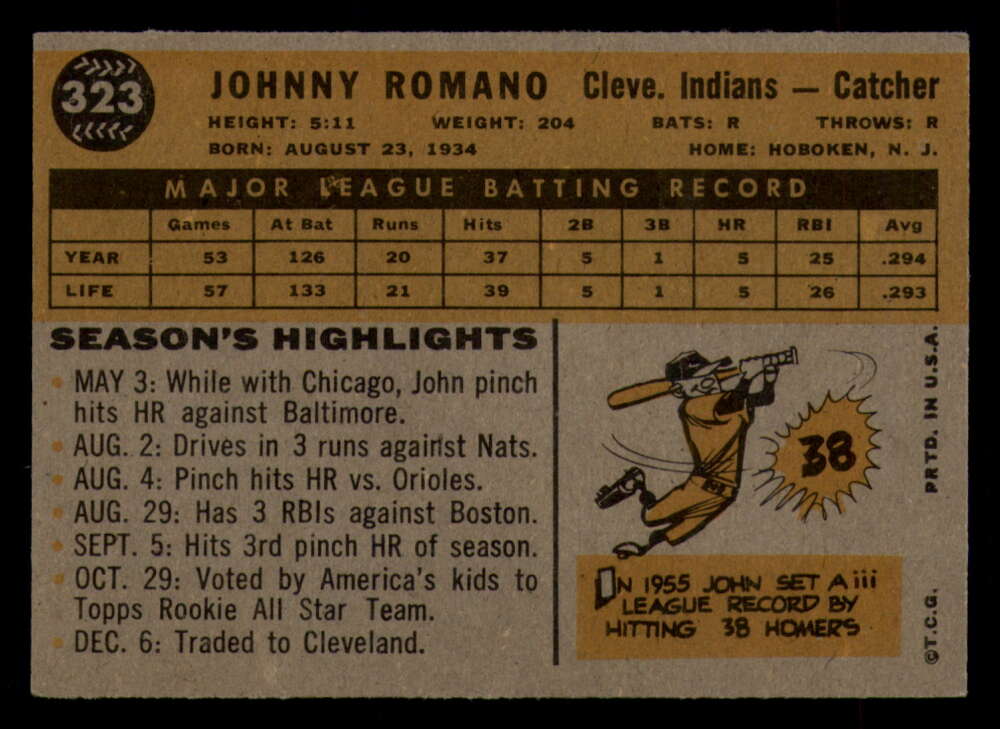 323
JOHNNY ROMANO Cleve. Indians — Catcher
HEIGHT: 5:11 WEIGHT: 204 BATS: R THROWS: R
BORN: AUGUST 23, 1934 HOME: HOBOKEN, N. J.
MAJOR LEAGUE BATTING RECORD
Games At Bat Runs Hits 2B 3B HR RBI Avg
YEAR 53 126 20 37 5 1 5 25 .294
LIFE 57 133 21 39 5 1 5 26 .293
SEASON'S HIGHLIGHTS
• MAY 3: While with Chicago, John pinch
hits HR against Baltimore.
• AUG. 2: Drives in 3 runs against Nats.
• AUG. 4: Pinch hits HR vs. Orioles.
• AUG. 29: Has 3 RBIs against Boston.
• SEPT. 5: Hits 3rd pinch HR of season.
• OCT. 29: Voted by America's kids to
Topps Rookie All Star Team.
• DEC. 6: Traded to Cleveland.
38
IN 1955 JOHN SET A iii
LEAGUE RECORD BY
HITTING 38 HOMERS
©T.C.G. PRTD. IN U.S.A.